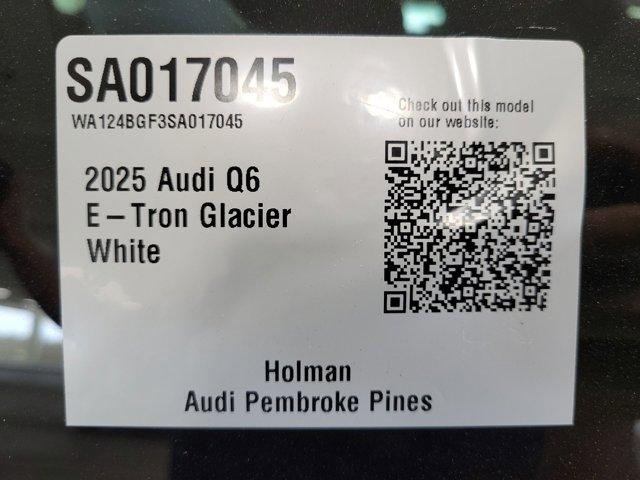 SA017045
WA124BGF3SA017045
Check out this model
on our website:
2025 Audi Q6
E-Tron Glacier
White
Holman
Audi Pembroke Pines